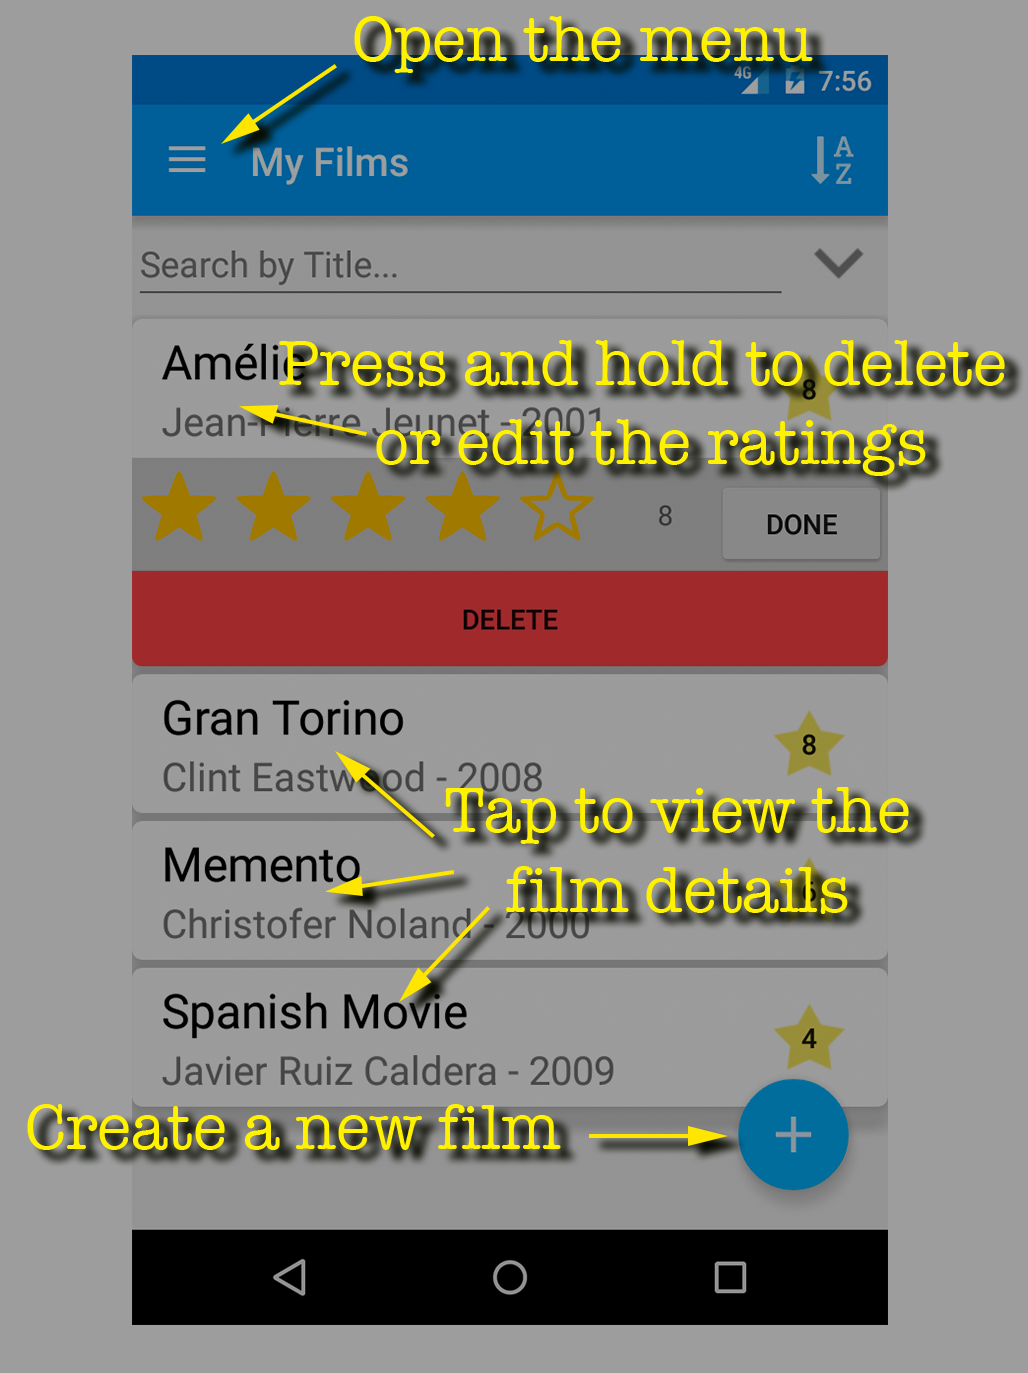 Open the menu
4G 7:56
My Films
A
Z
Search by Title...
Amélie
Press and hold to delete
8
Jean-Pierre Jeunet - 2001
or edit the ratings
8
DONE
DELETE
Gran Torino
8
Clint Eastwood - 2008
Tap to view the
Memento
6
film details
Christofer Noland - 2000
Spanish Movie
4
Javier Ruiz Caldera - 2009
Create a new film